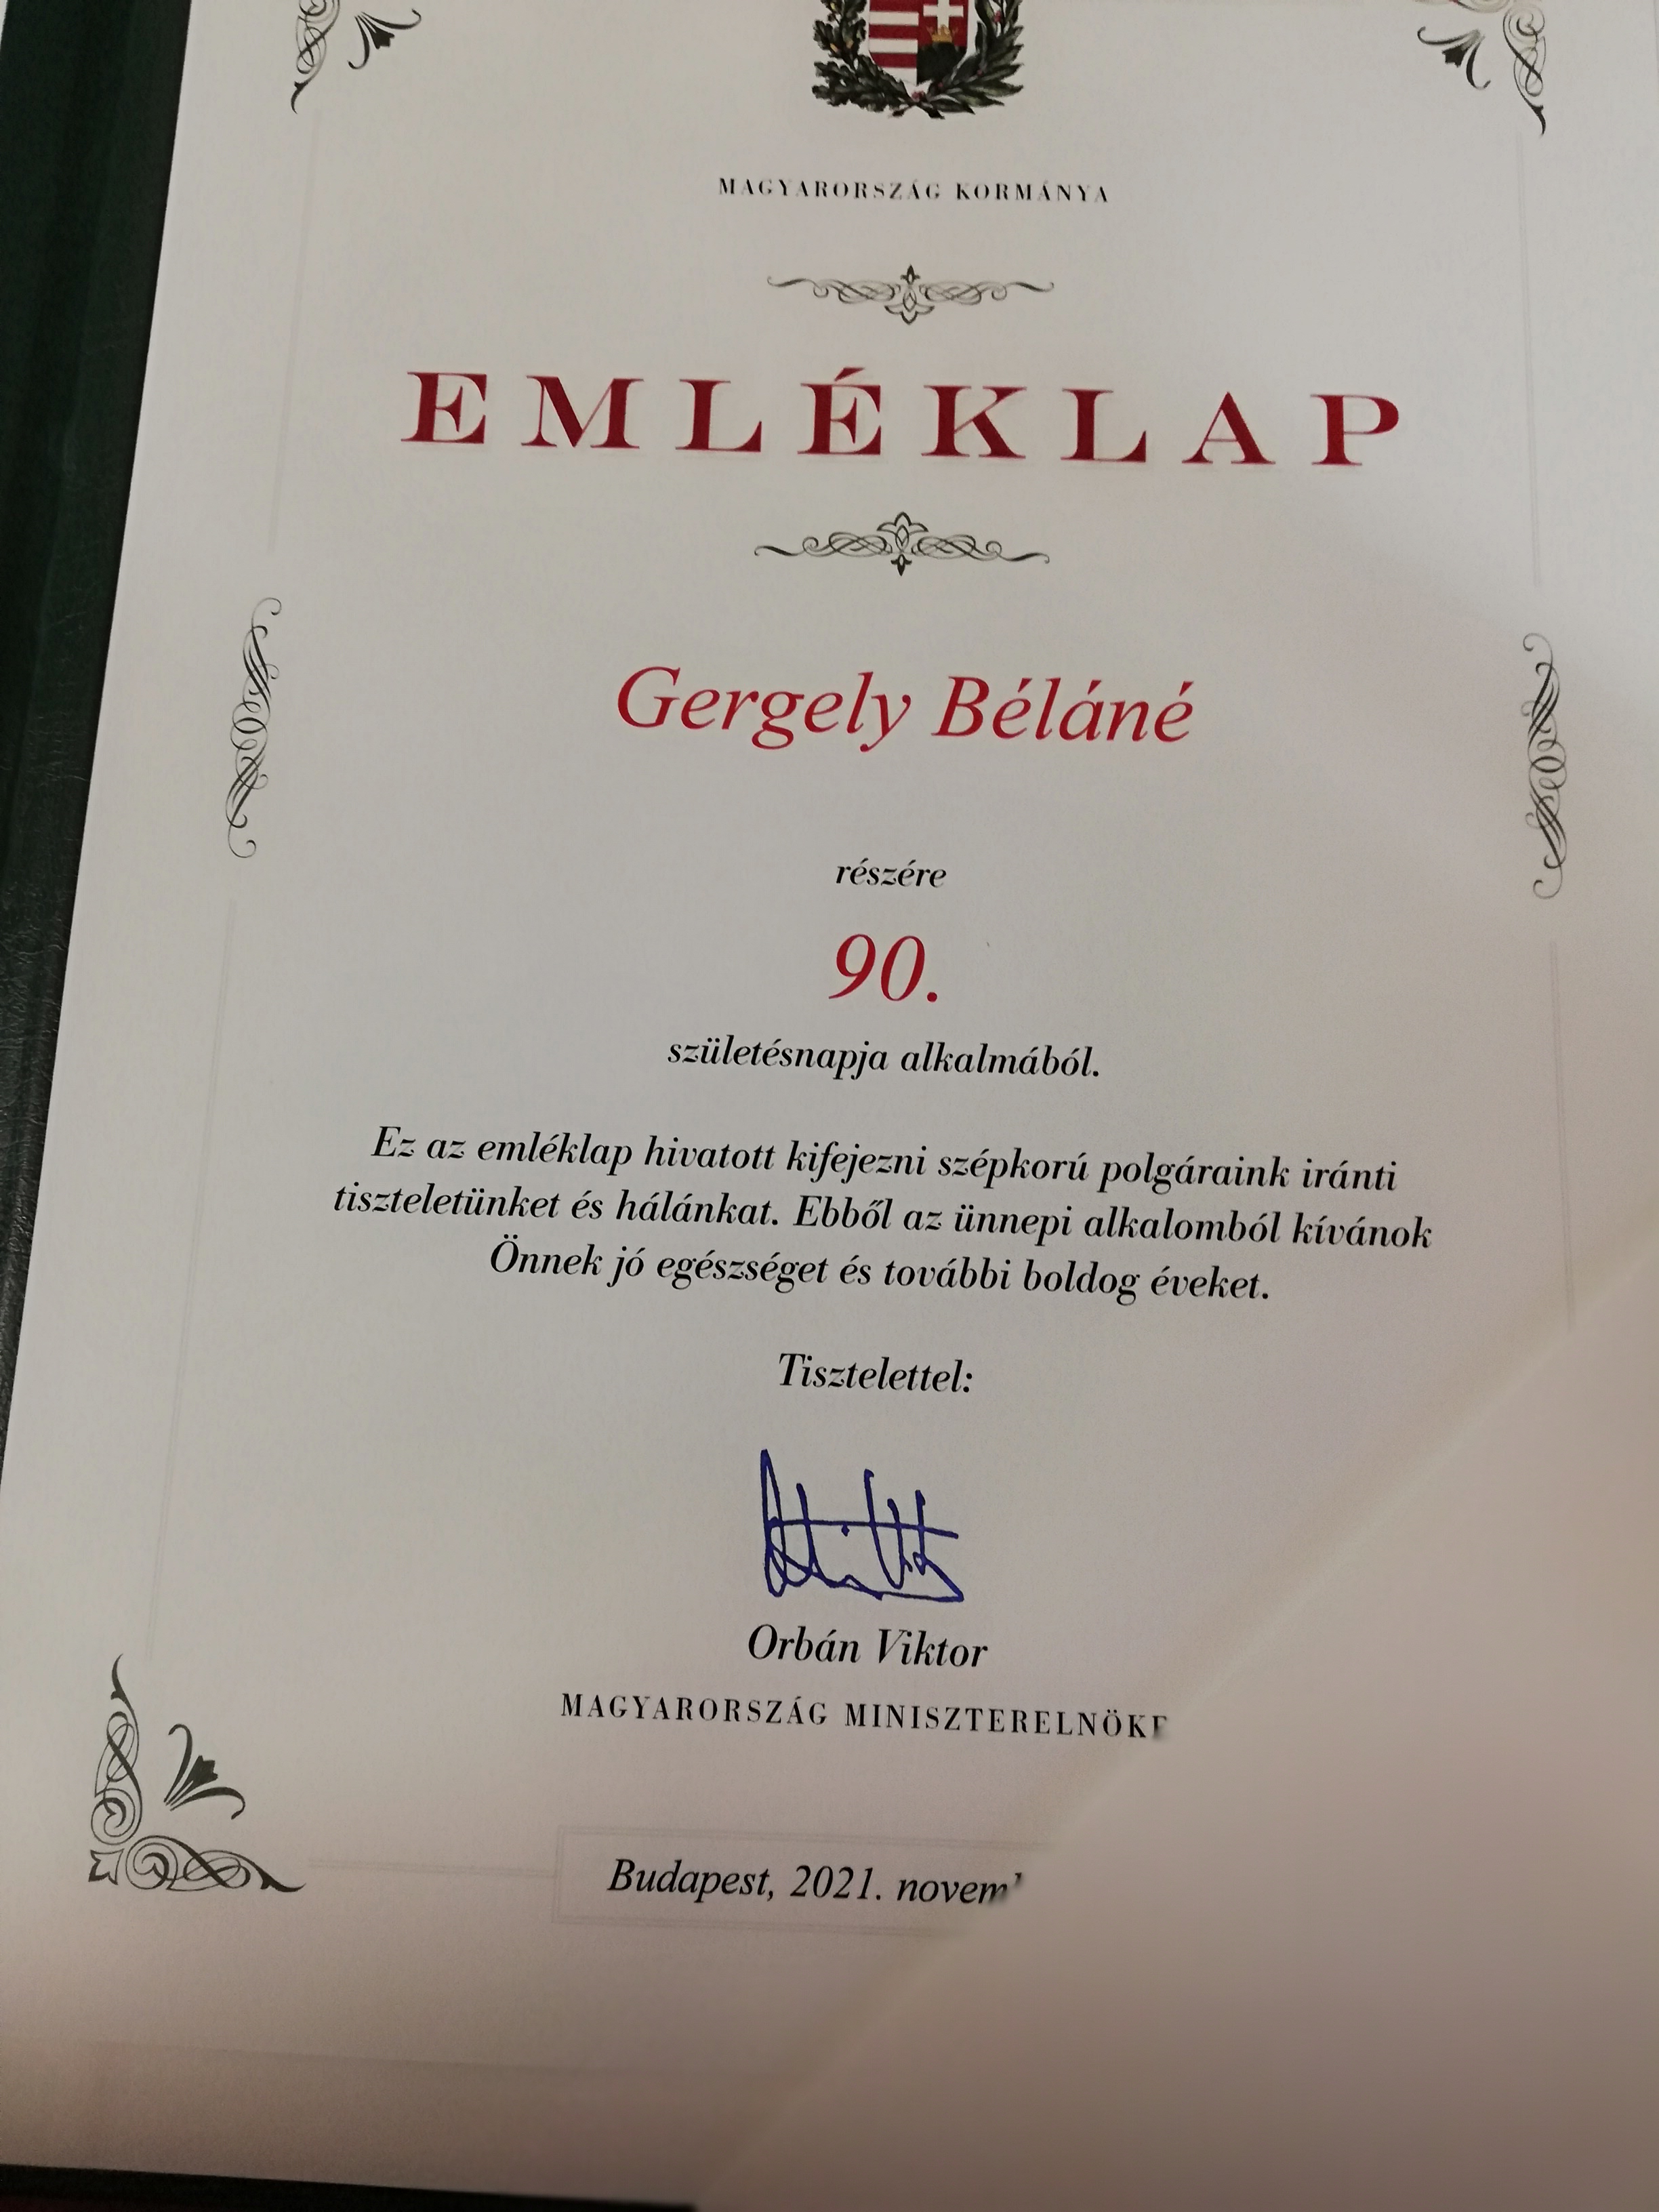 MAGYARORSZÁG KORMÁNYA
EMLÉKLAP
Gergely Béláné
részére
90.
születésnapja alkalmából.
Ez az emléklap hivatott kifejezni szépkorú polgáraink iránti
tiszteletünket és hálánkat. Ebből az ünnepi alkalomból kívánok
Önnek jó egészséget és további boldog éveket.
Tisztelettel:
Orbán Viktor
MAGYARORSZÁG MINISZTERELNÖKE
Budapest, 2021. novem